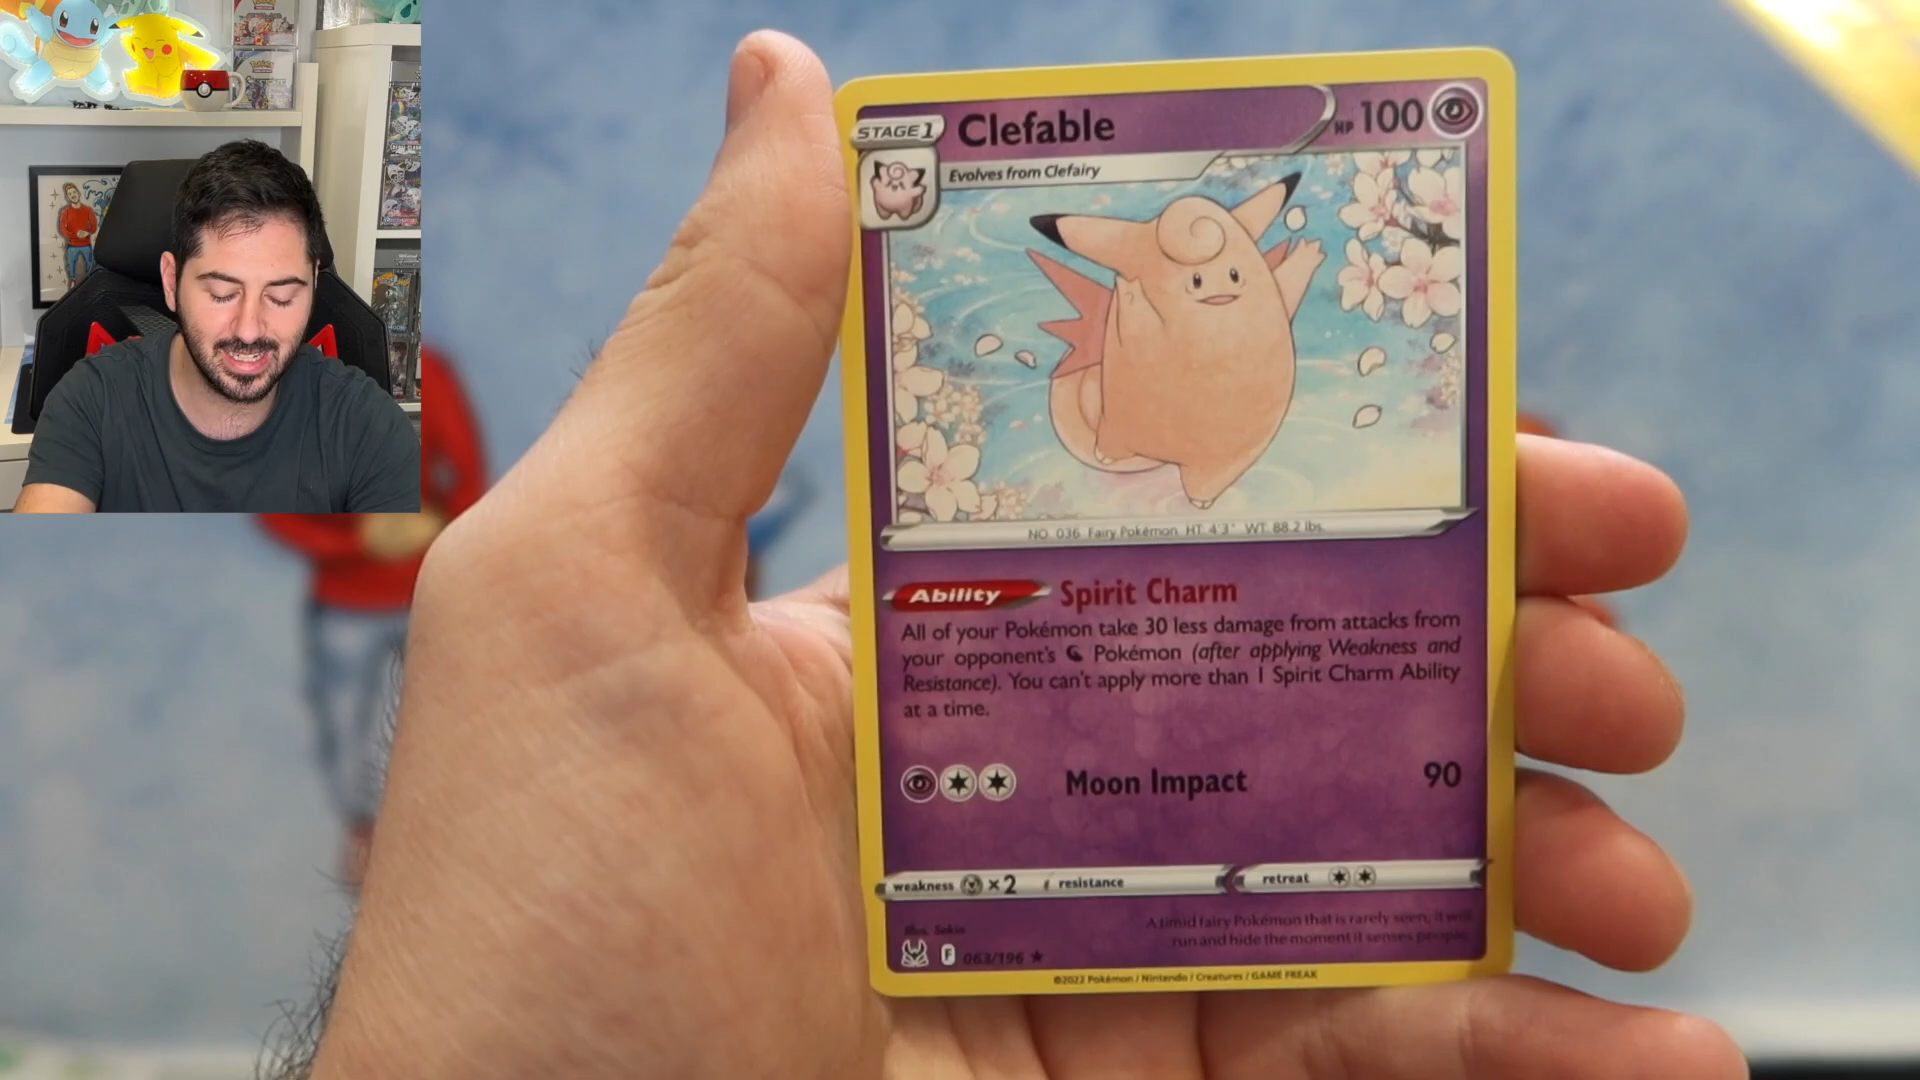 STAGE 1 Clefable HP 100
Evolves from Clefairy
NO. 036 Fairy Pokémon HT: 4'3" WT: 88.2 lbs.
Ability Spirit Charm
All of your Pokémon take 30 less damage from attacks from
your opponent's Pokémon (after applying Weakness and
Resistance). You can't apply more than 1 Spirit Charm Ability
at a time.
Moon Impact 90
weakness ×2 resistance retreat
Illus. Sekio
A timid fairy Pokémon that is rarely seen, it will
run and hide the moment it senses people.
F 063/196
©2022 Pokémon / Nintendo / Creatures / GAME FREAK